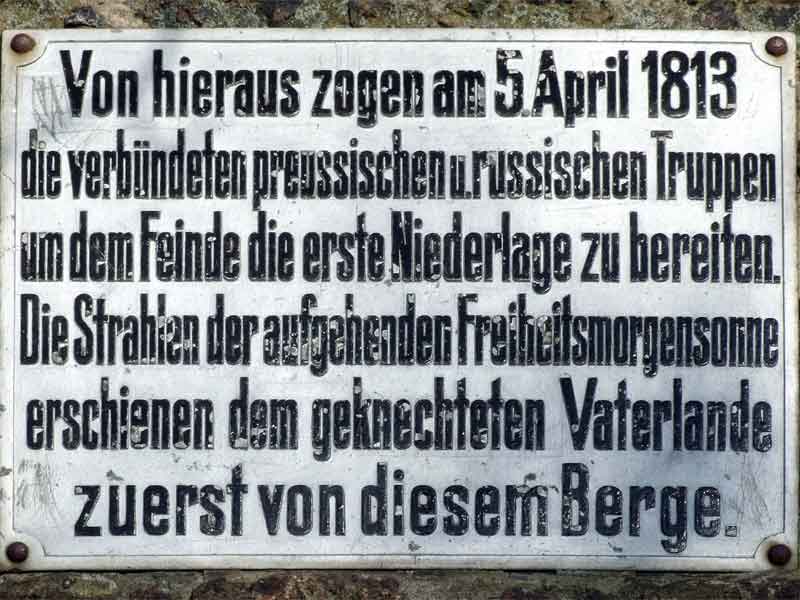 Von hieraus zogen am 5. April 1813
die verbündeten preussischen u. russischen Truppen
um dem Feinde die erste Niederlage zu bereiten.
Die Strahlen der aufgehenden Freiheitsmorgensonne
erschienen dem geknechteten Vaterlande
zuerst von diesem Berge.